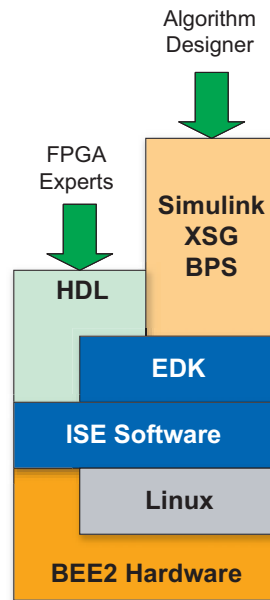 Algorithm
Designer
FPGA
Experts
Simulink
XSG
BPS
HDL
EDK
ISE Software
Linux
BEE2 Hardware